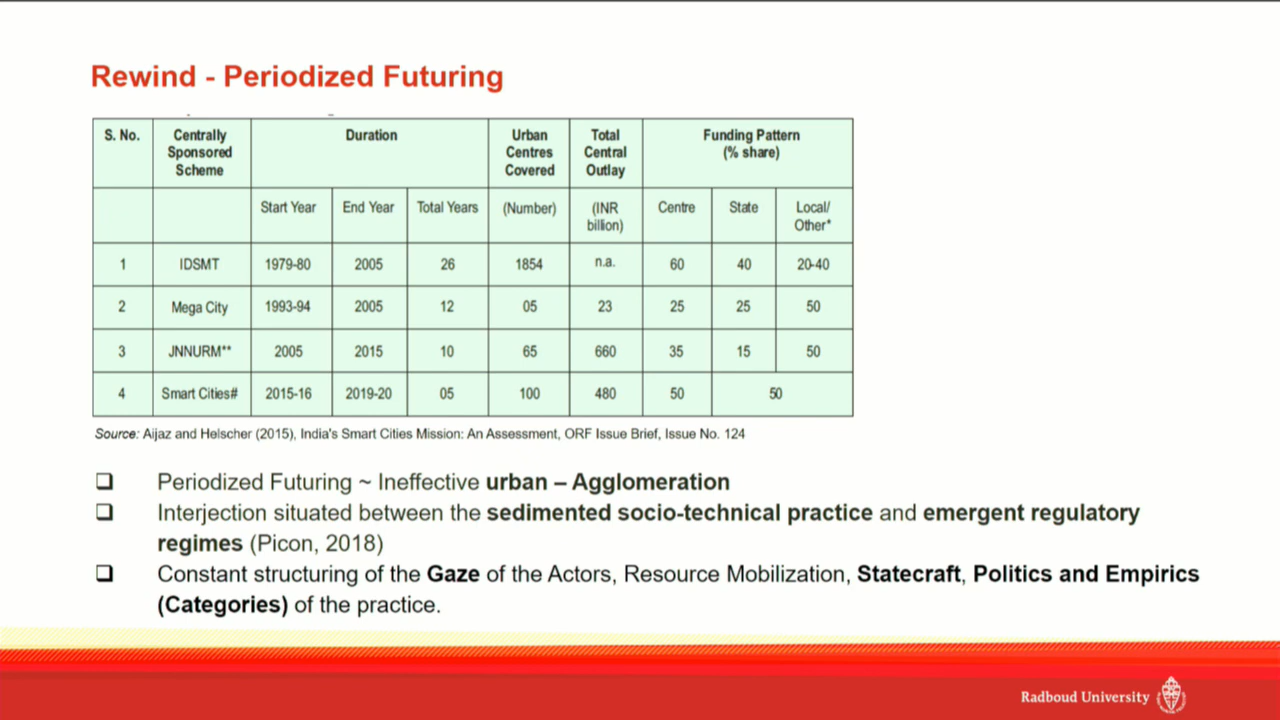 Rewind - Periodized Futuring
S. No. Centrally Sponsored Scheme Duration Urban Centres Covered Total Central Outlay Funding Pattern (% share)
Start Year End Year Total Years (Number) (INR billion) Centre State Local/ Other*
1 IDSMT 1979-80 2005 26 1854 n.a. 60 40 20-40
2 Mega City 1993-94 2005 12 05 23 25 25 50
3 JNNURM** 2005 2015 10 65 660 35 15 50
4 Smart Cities# 2015-16 2019-20 05 100 480 50 50
Source: Aijaz and Helscher (2015), India's Smart Cities Mission: An Assessment, ORF Issue Brief, Issue No. 124
Periodized Futuring ~ Ineffective urban – Agglomeration
Interjection situated between the sedimented socio-technical practice and emergent regulatory
regimes (Picon, 2018)
Constant structuring of the Gaze of the Actors, Resource Mobilization, Statecraft, Politics and Empirics
(Categories) of the practice.
Radboud University